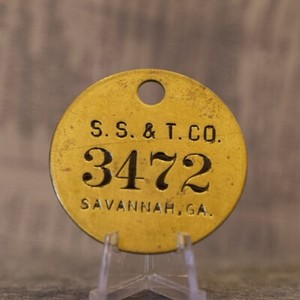 S. S. & T. CO.
3472
SAVANNAH, GA.